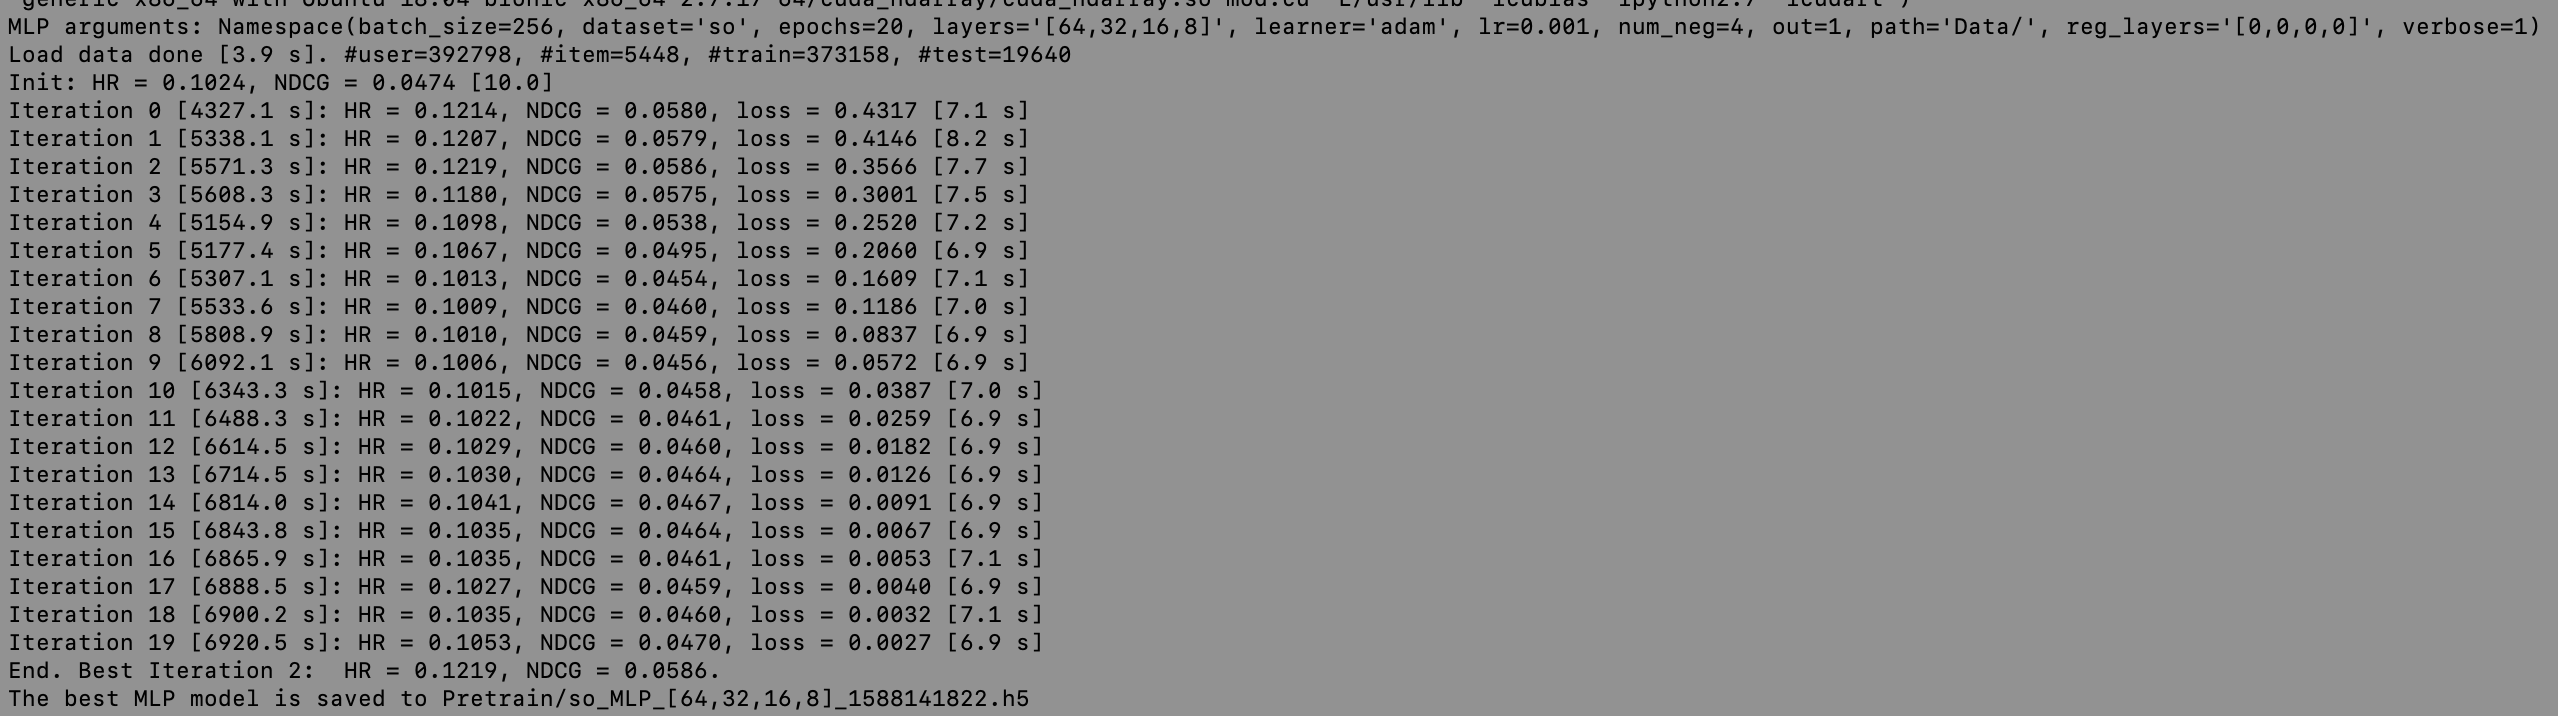 MLP arguments: Namespace(batch_size=256, dataset='so', epochs=20, layers='[64,32,16,8]', learner='adam', lr=0.001, num_neg=4, out=1, path='Data/', reg_layers='[0,0,0,0]', verbose=1)
Load data done [3.9 s]. #user=392798, #item=5448, #train=373158, #test=19640
Init: HR = 0.1024, NDCG = 0.0474 [10.0]
Iteration 0 [4327.1 s]: HR = 0.1214, NDCG = 0.0580, loss = 0.4317 [7.1 s]
Iteration 1 [5338.1 s]: HR = 0.1207, NDCG = 0.0579, loss = 0.4146 [8.2 s]
Iteration 2 [5571.3 s]: HR = 0.1219, NDCG = 0.0586, loss = 0.3566 [7.7 s]
Iteration 3 [5608.3 s]: HR = 0.1180, NDCG = 0.0575, loss = 0.3001 [7.5 s]
Iteration 4 [5154.9 s]: HR = 0.1098, NDCG = 0.0538, loss = 0.2520 [7.2 s]
Iteration 5 [5177.4 s]: HR = 0.1067, NDCG = 0.0495, loss = 0.2060 [6.9 s]
Iteration 6 [5307.1 s]: HR = 0.1013, NDCG = 0.0454, loss = 0.1609 [7.1 s]
Iteration 7 [5533.6 s]: HR = 0.1009, NDCG = 0.0460, loss = 0.1186 [7.0 s]
Iteration 8 [5808.9 s]: HR = 0.1010, NDCG = 0.0459, loss = 0.0837 [6.9 s]
Iteration 9 [6092.1 s]: HR = 0.1006, NDCG = 0.0456, loss = 0.0572 [6.9 s]
Iteration 10 [6343.3 s]: HR = 0.1015, NDCG = 0.0458, loss = 0.0387 [7.0 s]
Iteration 11 [6488.3 s]: HR = 0.1022, NDCG = 0.0461, loss = 0.0259 [6.9 s]
Iteration 12 [6614.5 s]: HR = 0.1029, NDCG = 0.0460, loss = 0.0182 [6.9 s]
Iteration 13 [6714.5 s]: HR = 0.1030, NDCG = 0.0464, loss = 0.0126 [6.9 s]
Iteration 14 [6814.0 s]: HR = 0.1041, NDCG = 0.0467, loss = 0.0091 [6.9 s]
Iteration 15 [6843.8 s]: HR = 0.1035, NDCG = 0.0464, loss = 0.0067 [6.9 s]
Iteration 16 [6865.9 s]: HR = 0.1035, NDCG = 0.0461, loss = 0.0053 [7.1 s]
Iteration 17 [6888.5 s]: HR = 0.1027, NDCG = 0.0459, loss = 0.0040 [6.9 s]
Iteration 18 [6900.2 s]: HR = 0.1035, NDCG = 0.0460, loss = 0.0032 [7.1 s]
Iteration 19 [6920.5 s]: HR = 0.1053, NDCG = 0.0470, loss = 0.0027 [6.9 s]
End. Best Iteration 2:  HR = 0.1219, NDCG = 0.0586.
The best MLP model is saved to Pretrain/so_MLP_[64,32,16,8]_1588141822.h5